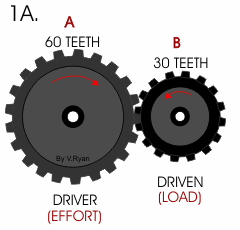 1A.
A
60 TEETH
B
30 TEETH
By V.Ryan
DRIVER
(EFFORT)
DRIVEN
(LOAD)